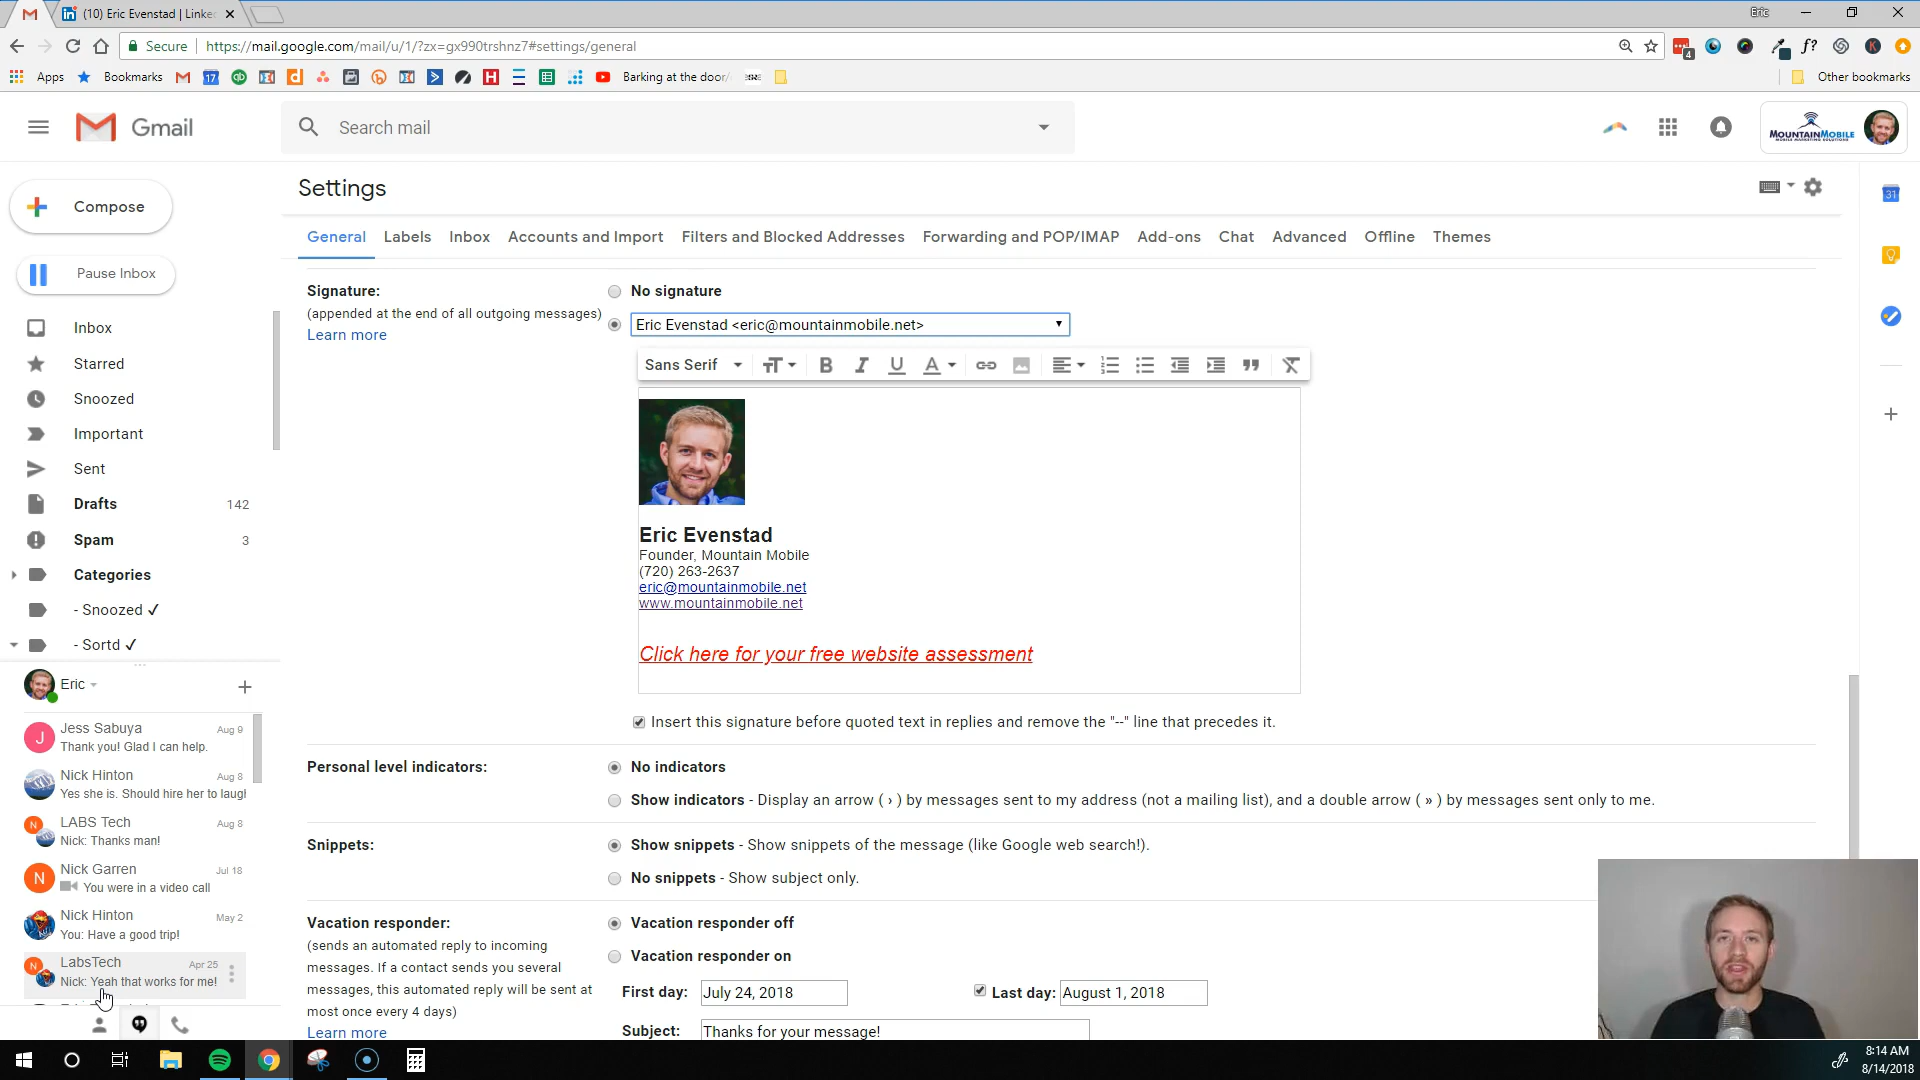 (10) Eric Evenstad | Linke
Eric
Secure
https://mail.google.com/mail/u/1/?zx=gx990trshnz7#settings/general
Apps
Bookmarks
Barking at the door/
Other bookmarks
Gmail
Search mail
MOUNTAINMOBILE
MOBILE MARKETING SOLUTIONS
Compose
Pause Inbox
Inbox
Starred
Snoozed
Important
Sent
Drafts 142
Spam 3
Categories
- Snoozed ✓
- Sortd ✓
Eric
Jess Sabuya Aug 9
Thank you! Glad I can help.
Nick Hinton Aug 8
Yes she is. Should hire her to laugh
LABS Tech Aug 8
Nick: Thanks man!
Nick Garren Jul 18
You were in a video call
Nick Hinton May 2
You: Have a good trip!
LabsTech Apr 25
Nick: Yeah that works for me!
Settings
General Labels Inbox Accounts and Import Filters and Blocked Addresses Forwarding and POP/IMAP Add-ons Chat Advanced Offline Themes
Signature:
(appended at the end of all outgoing messages)
Learn more
No signature
Eric Evenstad <eric@mountainmobile.net>
Sans Serif
Eric Evenstad
Founder, Mountain Mobile
(720) 263-2637
eric@mountainmobile.net
www.mountainmobile.net
Click here for your free website assessment
Insert this signature before quoted text in replies and remove the "--" line that precedes it.
Personal level indicators:
No indicators
Show indicators - Display an arrow ( › ) by messages sent to my address (not a mailing list), and a double arrow ( » ) by messages sent only to me.
Snippets:
Show snippets - Show snippets of the message (like Google web search!).
No snippets - Show subject only.
Vacation responder:
(sends an automated reply to incoming
messages. If a contact sends you several
messages, this automated reply will be sent at
most once every 4 days)
Learn more
Vacation responder off
Vacation responder on
First day: July 24, 2018
Last day: August 1, 2018
Subject: Thanks for your message!
8:14 AM
8/14/2018